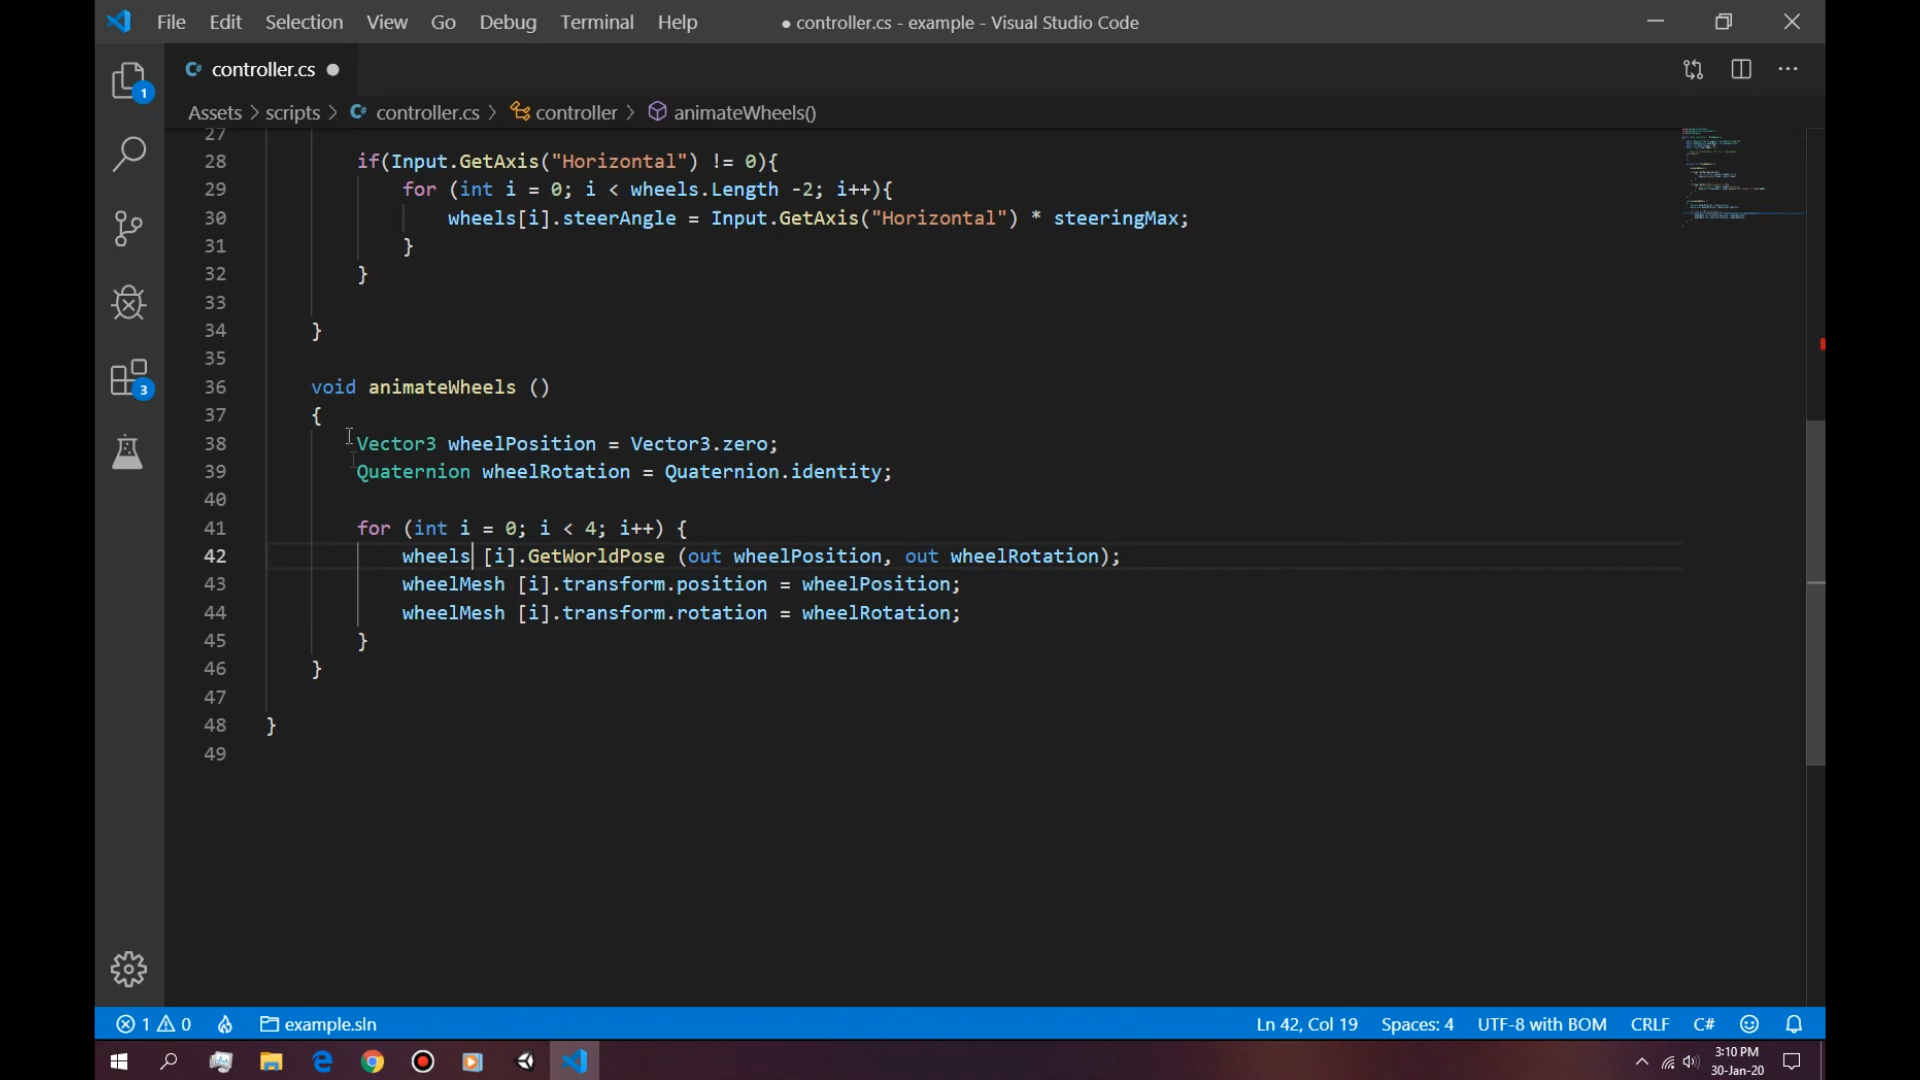 File Edit Selection View Go Debug Terminal Help ● controller.cs - example - Visual Studio Code
controller.cs
Assets > scripts > controller.cs > controller > animateWheels()
27
28 if(Input.GetAxis("Horizontal") != 0){
29 for (int i = 0; i < wheels.Length -2; i++){
30 wheels[i].steerAngle = Input.GetAxis("Horizontal") * steeringMax;
31 }
32 }
33
34 }
35
36 void animateWheels ()
37 {
38 Vector3 wheelPosition = Vector3.zero;
39 Quaternion wheelRotation = Quaternion.identity;
40
41 for (int i = 0; i < 4; i++) {
42 wheels [i].GetWorldPose (out wheelPosition, out wheelRotation);
43 wheelMesh [i].transform.position = wheelPosition;
44 wheelMesh [i].transform.rotation = wheelRotation;
45 }
46 }
47
48 }
49
1
3
1 0 example.sln Ln 42, Col 19 Spaces: 4 UTF-8 with BOM CRLF C#
3:10 PM
30-Jan-20